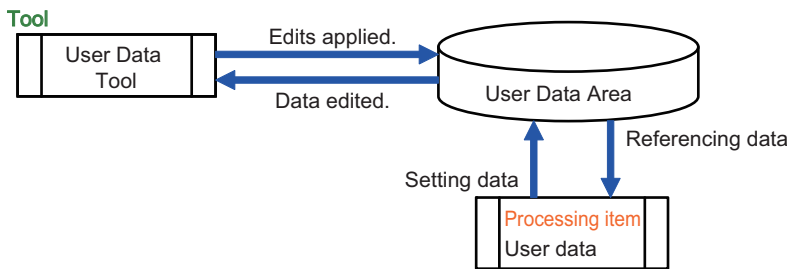 Tool
User Data
Tool
Edits applied.
Data edited.
User Data Area
Setting data
Referencing data
Processing item
User data